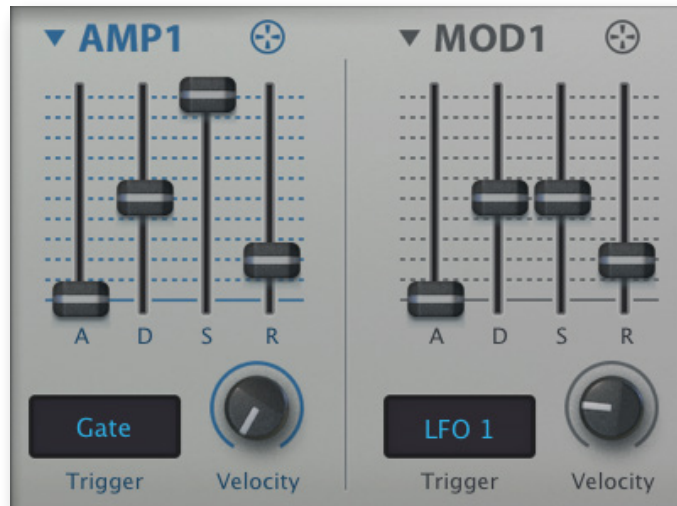 AMP1
MOD1
A D S R
A D S R
Gate
LFO 1
Trigger
Velocity
Trigger
Velocity